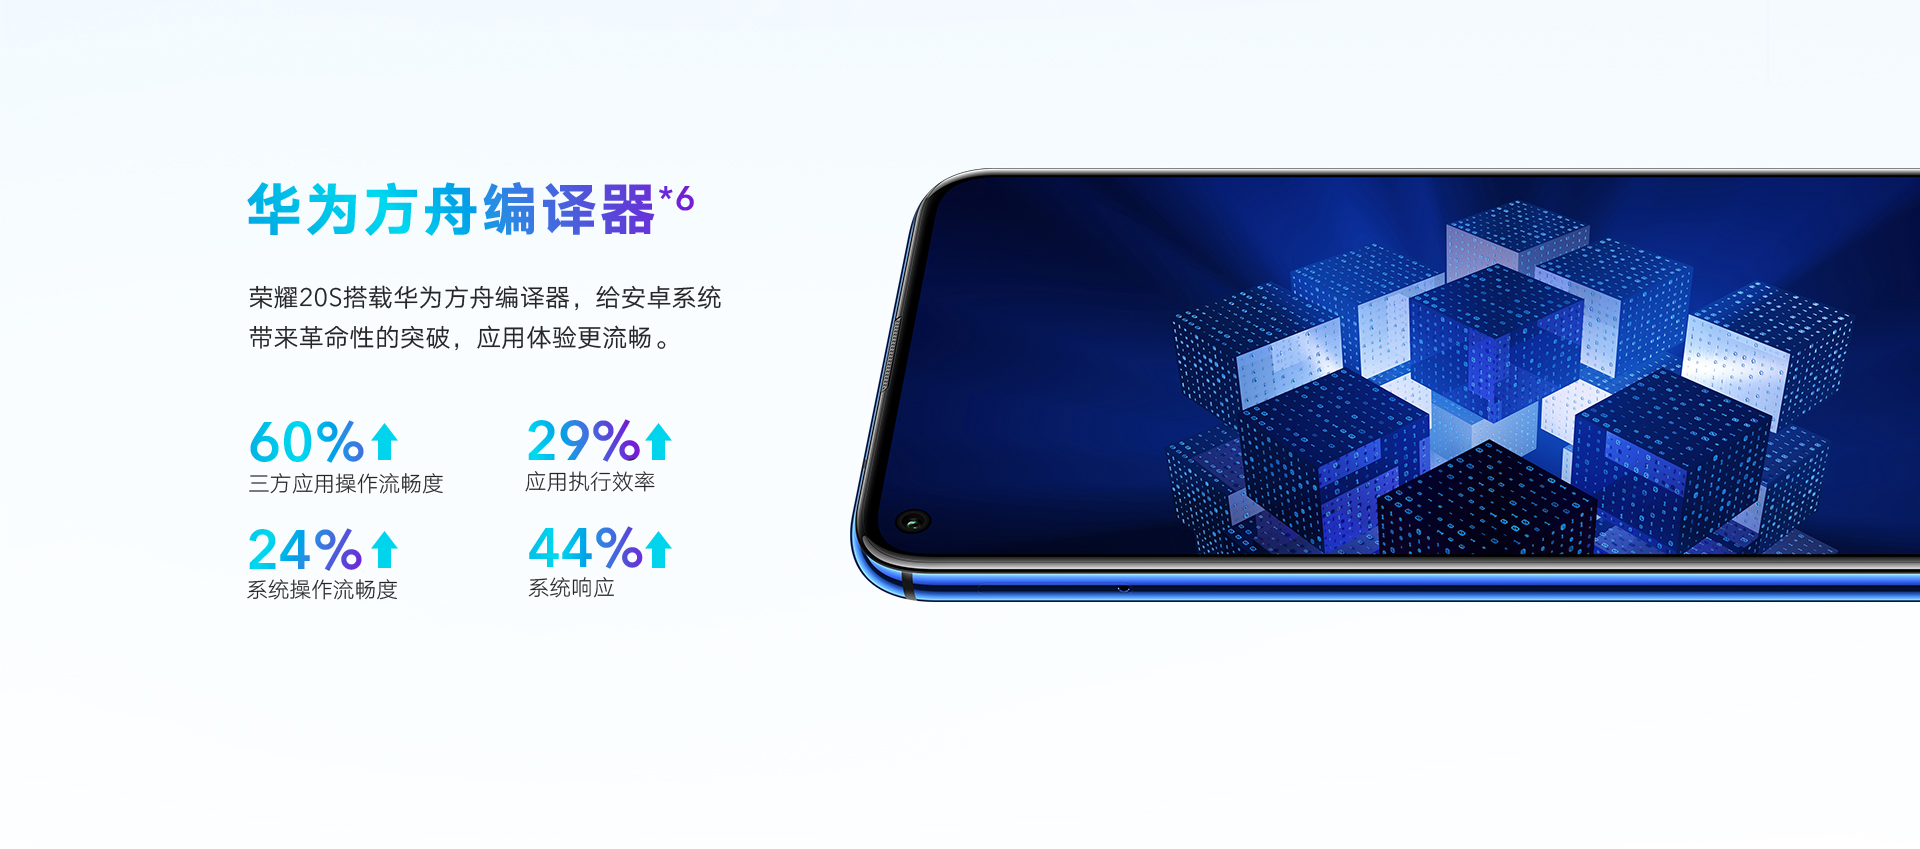 华为方舟编译器*6
荣耀20S搭载华为方舟编译器，给安卓系统
带来革命性的突破，应用体验更流畅。
60%
29%
三方应用操作流畅度
应用执行效率
24%
44%
系统操作流畅度
系统响应